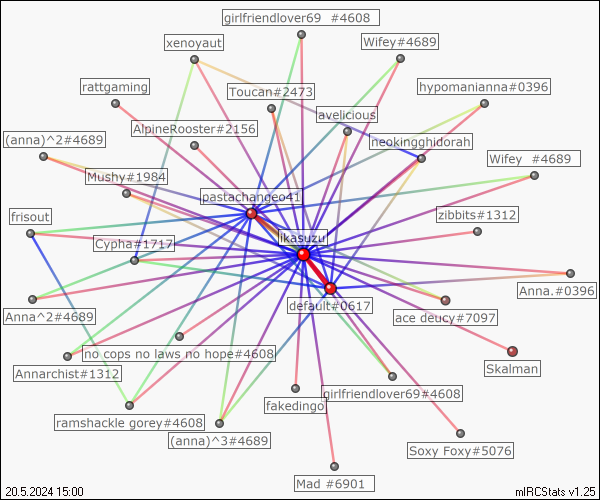 girlfriendlover69  #4608
xenoyaut
Wifey#4689
rattgaming
Toucan#2473
hypomanianna#0396
avelicious
AlpineRooster#2156
(anna)^2#4689
neokingghidorah
Wifey  #4689
Mushy#1984
pastachangeo41
frisout
zibbits#1312
Cypha#1717
ikasuzu
Anna.#0396
default#0617
Anna^2#4689
ace deucy#7097
no cops no laws no hope#4608
Annarchist#1312
Skalman
girlfriendlover69#4608
fakedingo
ramshackle gorey#4608
(anna)^3#4689
Soxy Foxy#5076
Mad #6901
20.5.2024 15:00
mIRCStats v1.25